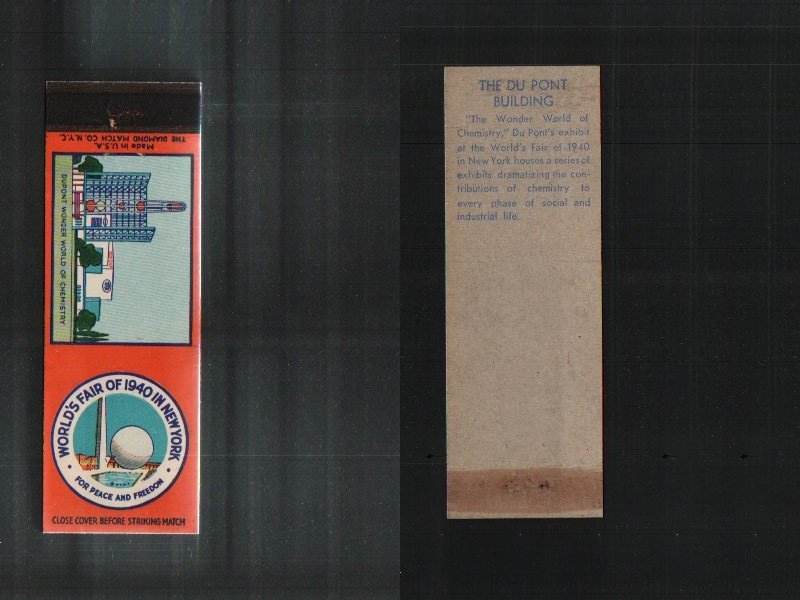 Made in U.S.A.
THE DIAMOND MATCH CO. N.Y.C.
DUPONT WONDER WORLD OF CHEMISTRY
WORLD'S FAIR OF 1940 IN NEW YORK
FOR PEACE AND FREEDOM
CLOSE COVER BEFORE STRIKING MATCH
THE DU PONT
BUILDING
"The Wonder World of
Chemistry," Du Pont's exhibit
at the World's Fair of 1940
in New York houses a series of
exhibits dramatizing the con-
tributions of chemistry to
every phase of social and
industrial life.